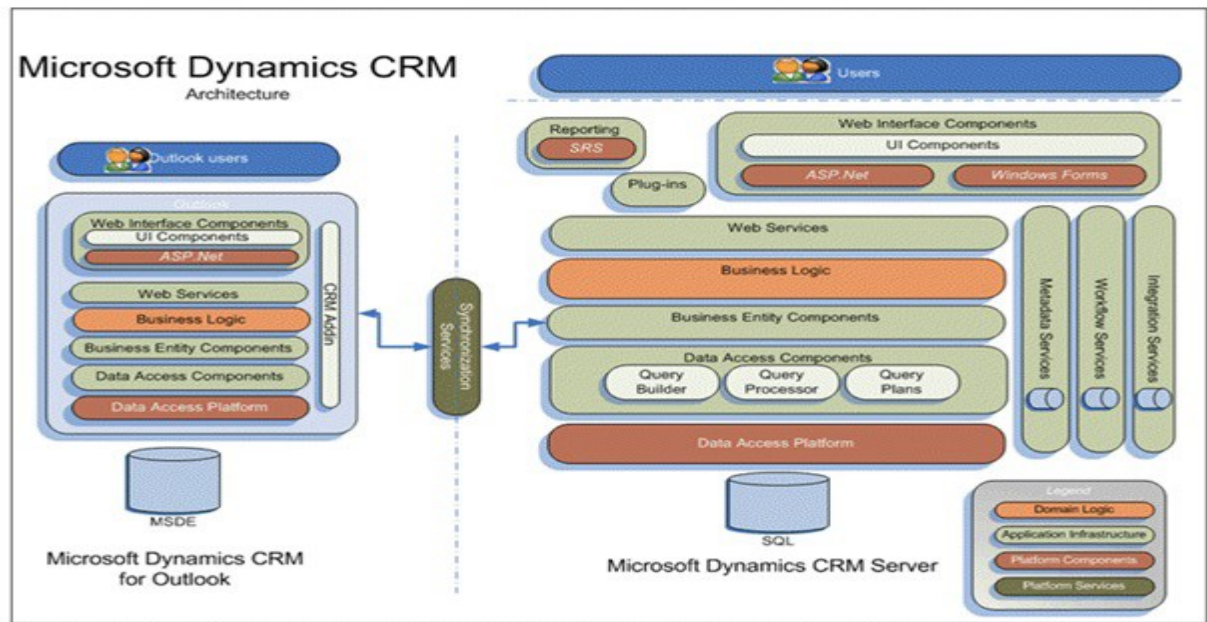 Microsoft Dynamics CRM
Architecture
Outlook users
Outlook
Web Interface Components
UI Components
ASP.Net
Web Services
Business Logic
Business Entity Components
Data Access Components
Data Access Platform
CRM Addin
MSDE
Microsoft Dynamics CRM
for Outlook
Synchronization
Services
Users
Reporting
SRS
Plug-ins
Web Interface Components
UI Components
ASP.Net
Windows Forms
Web Services
Business Logic
Business Entity Components
Data Access Components
Query
Builder
Query
Processor
Query
Plans
Data Access Platform
Metadata Services
Workflow Services
Integration Services
SQL
Microsoft Dynamics CRM Server
Legend
Domain Logic
Application Infrastructure
Platform Components
Platform Services